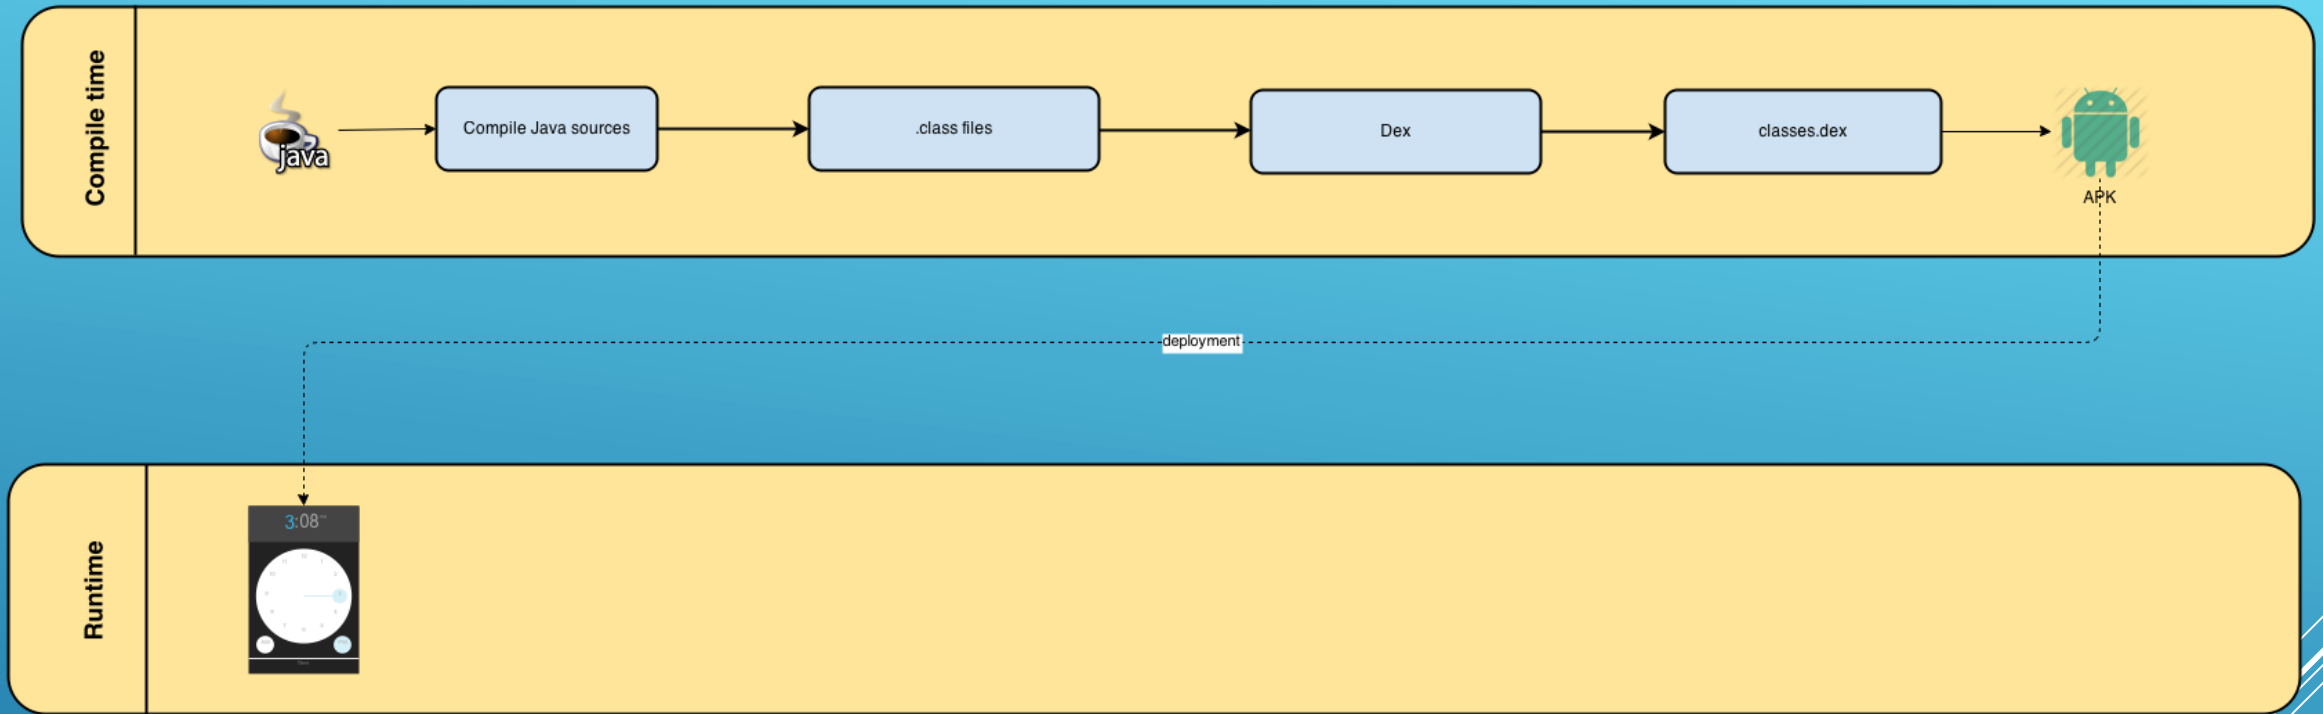 Compile time
java
Compile Java sources
.class files
Dex
classes.dex
APK
deployment
Runtime
3:08